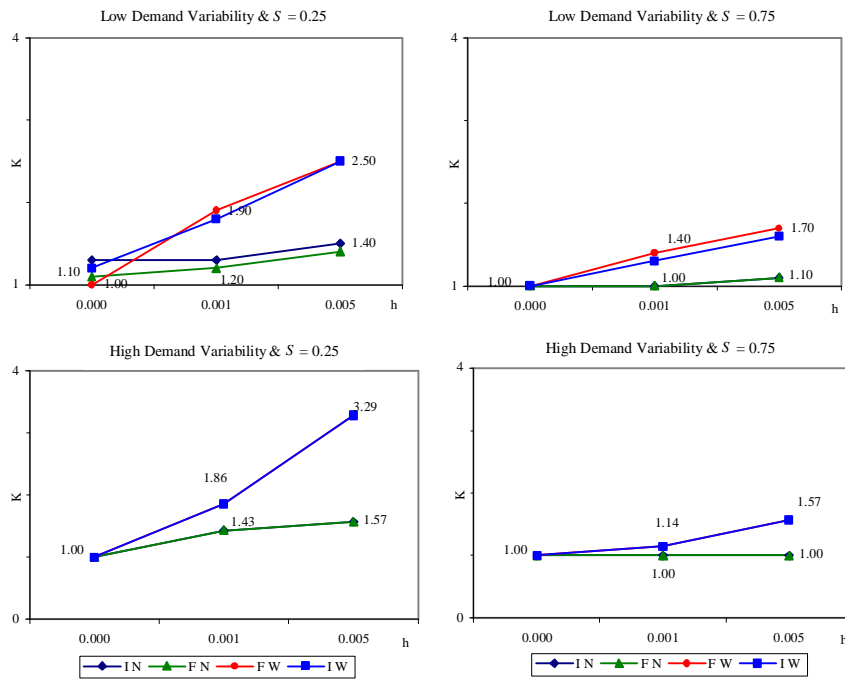 Low Demand Variability & S = 0.25
4
K
2.50
1.90
1.40
1.10
1.00
1.20
1
0.000 0.001 0.005 h
Low Demand Variability & S = 0.75
4
K
1.70
1.40
1.00
1.00
1.10
1
0.000 0.001 0.005 h
High Demand Variability & S = 0.25
4
K
3.29
1.86
1.43
1.57
1.00
0
0.000 0.001 0.005 h
I N F N F W I W
High Demand Variability & S = 0.75
4
K
1.57
1.14
1.00
1.00
1.00
0
0.000 0.001 0.005 h
I N F N F W I W